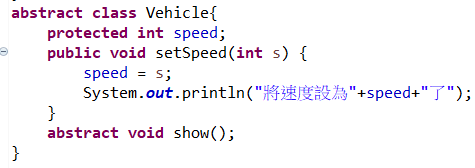 abstract class Vehicle{
    protected int speed;
    public void setSpeed(int s) {
        speed = s;
        System.out.println("將速度設為"+speed+"了");
    }
    abstract void show();
}